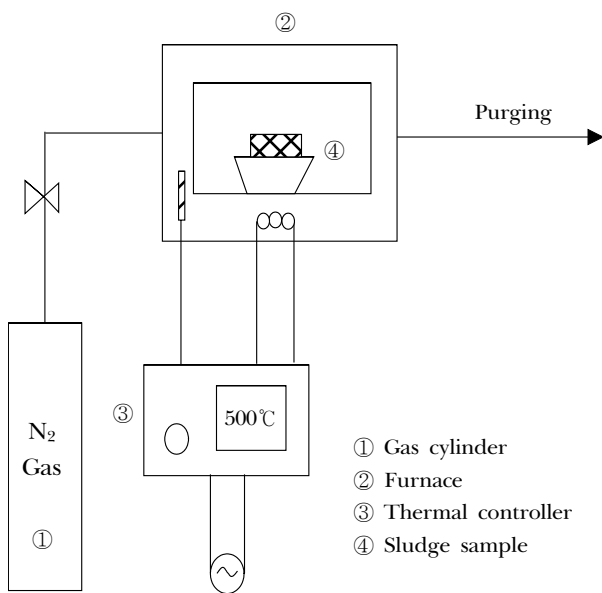 ②
Purging
④
③
500℃
N₂
Gas
①
① Gas cylinder
② Furnace
③ Thermal controller
④ Sludge sample